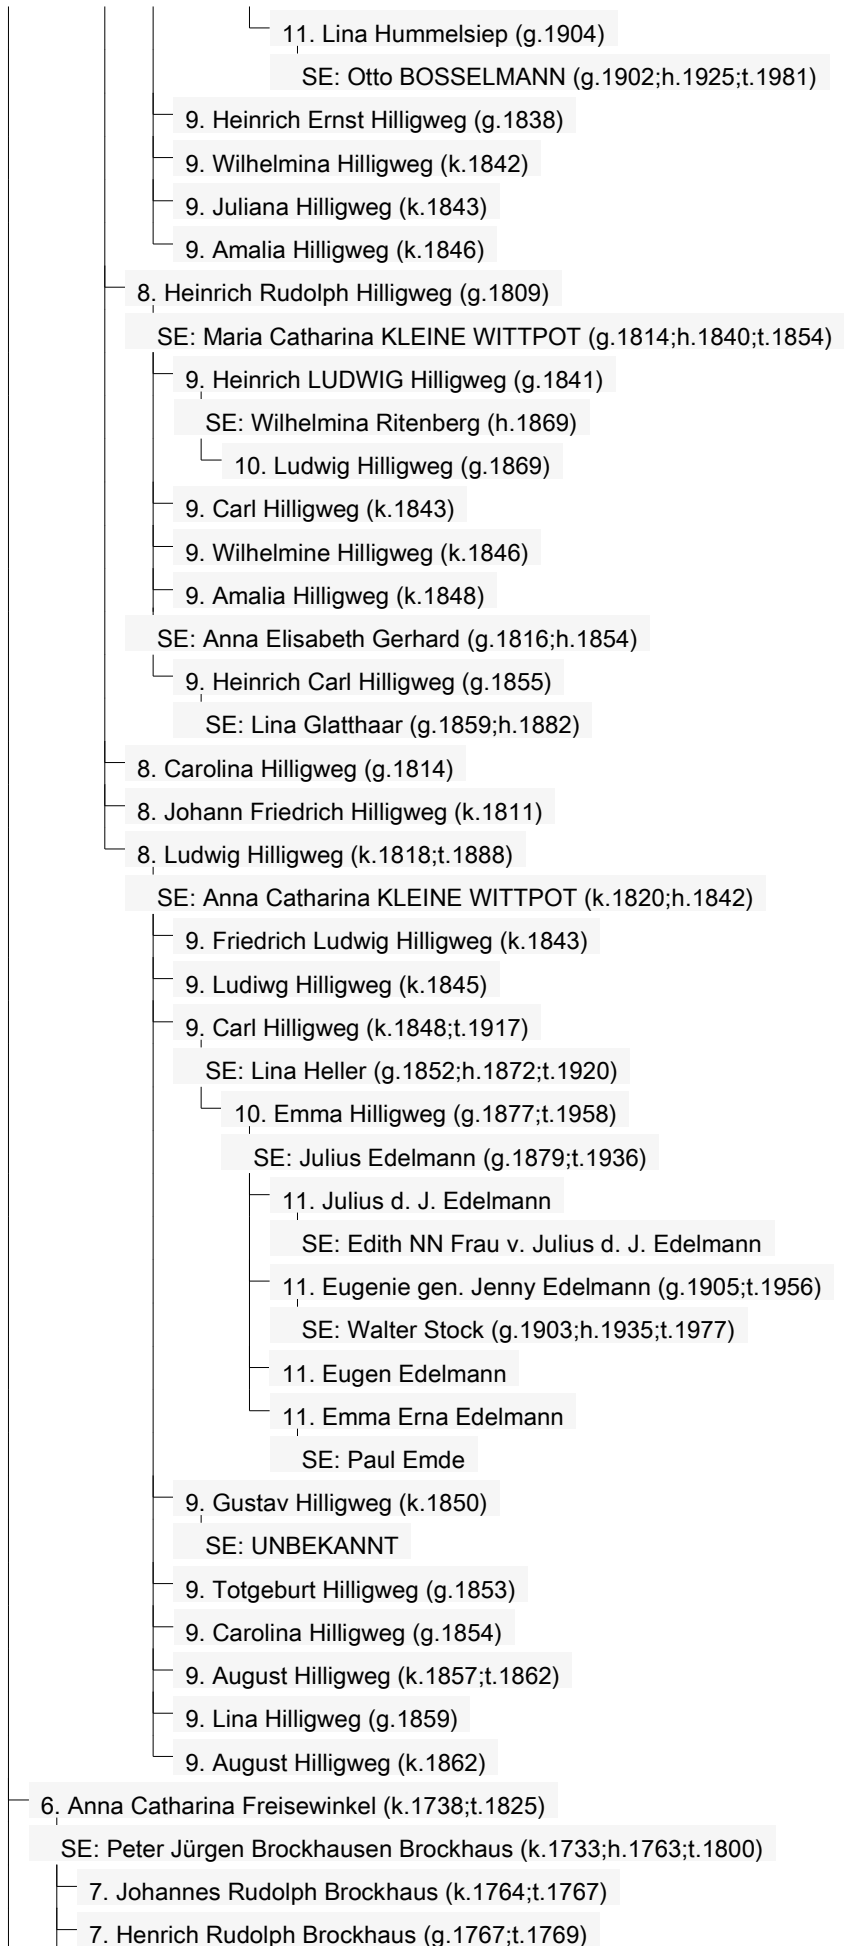 11. Lina Hummelsiep (g.1904)
SE: Otto BOSSELMANN (g.1902;h.1925;t.1981)
9. Heinrich Ernst Hilligweg (g.1838)
9. Wilhelmina Hilligweg (k.1842)
9. Juliana Hilligweg (k.1843)
9. Amalia Hilligweg (k.1846)
8. Heinrich Rudolph Hilligweg (g.1809)
SE: Maria Catharina KLEINE WITTPOT (g.1814;h.1840;t.1854)
9. Heinrich LUDWIG Hilligweg (g.1841)
SE: Wilhelmina Ritenberg (h.1869)
10. Ludwig Hilligweg (g.1869)
9. Carl Hilligweg (k.1843)
9. Wilhelmine Hilligweg (k.1846)
9. Amalia Hilligweg (k.1848)
SE: Anna Elisabeth Gerhard (g.1816;h.1854)
9. Heinrich Carl Hilligweg (g.1855)
SE: Lina Glatthaar (g.1859;h.1882)
8. Carolina Hilligweg (g.1814)
8. Johann Friedrich Hilligweg (k.1811)
8. Ludwig Hilligweg (k.1818;t.1888)
SE: Anna Catharina KLEINE WITTPOT (k.1820;h.1842)
9. Friedrich Ludwig Hilligweg (k.1843)
9. Ludiwg Hilligweg (k.1845)
9. Carl Hilligweg (k.1848;t.1917)
SE: Lina Heller (g.1852;h.1872;t.1920)
10. Emma Hilligweg (g.1877;t.1958)
SE: Julius Edelmann (g.1879;t.1936)
11. Julius d. J. Edelmann
SE: Edith NN Frau v. Julius d. J. Edelmann
11. Eugenie gen. Jenny Edelmann (g.1905;t.1956)
SE: Walter Stock (g.1903;h.1935;t.1977)
11. Eugen Edelmann
11. Emma Erna Edelmann
SE: Paul Emde
9. Gustav Hilligweg (k.1850)
SE: UNBEKANNT
9. Totgeburt Hilligweg (g.1853)
9. Carolina Hilligweg (g.1854)
9. August Hilligweg (k.1857;t.1862)
9. Lina Hilligweg (g.1859)
9. August Hilligweg (k.1862)
6. Anna Catharina Freisewinkel (k.1738;t.1825)
SE: Peter Jürgen Brockhausen Brockhaus (k.1733;h.1763;t.1800)
7. Johannes Rudolph Brockhaus (k.1764;t.1767)
7. Henrich Rudolph Brockhaus (g.1767;t.1769)